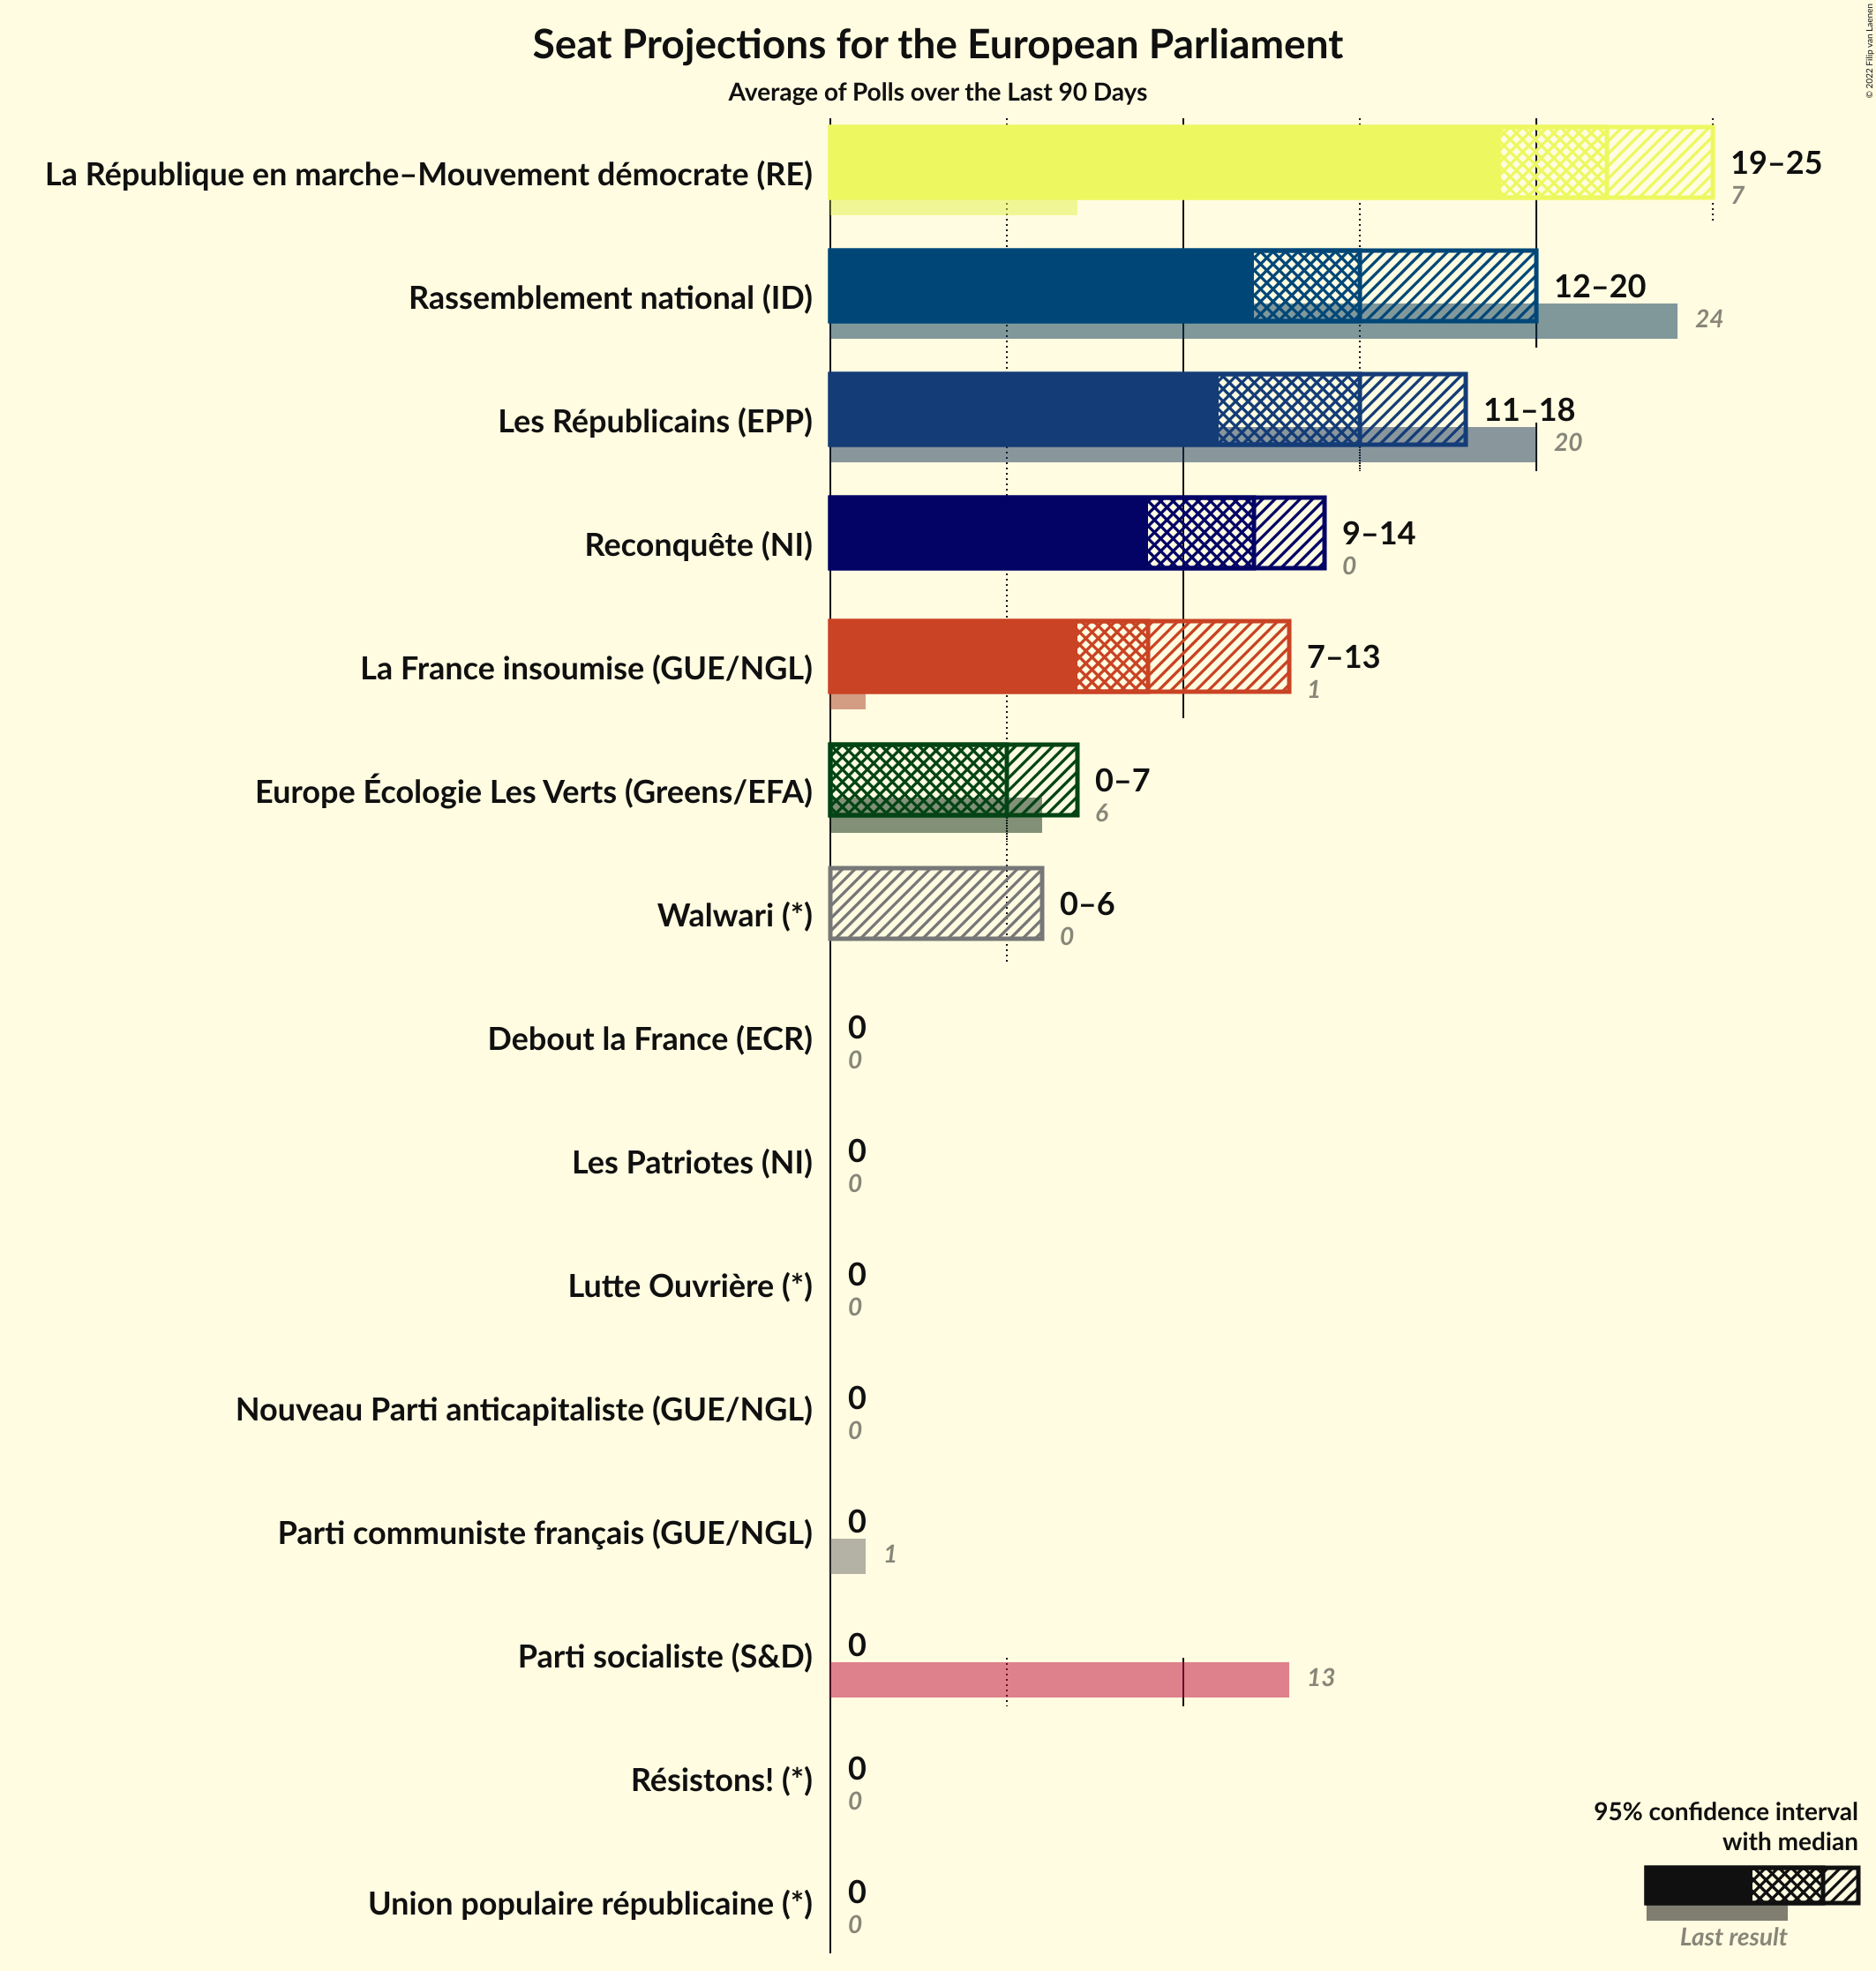 Seat Projections for the European Parliament
Average of Polls over the Last 90 Days
© 2022 Filip van Laenen
La République en marche–Mouvement démocrate (RE)
19–25
7
Rassemblement national (ID)
12–20
24
Les Républicains (EPP)
11–18
20
Reconquête (NI)
9–14
0
La France insoumise (GUE/NGL)
7–13
1
Europe Écologie Les Verts (Greens/EFA)
0–7
6
Walwari (*)
0–6
0
Debout la France (ECR)
0
0
Les Patriotes (NI)
0
0
Lutte Ouvrière (*)
0
0
Nouveau Parti anticapitaliste (GUE/NGL)
0
0
Parti communiste français (GUE/NGL)
0
1
Parti socialiste (S&D)
0
13
Résistons! (*)
0
0
Union populaire républicaine (*)
0
0
95% confidence interval
with median
Last result